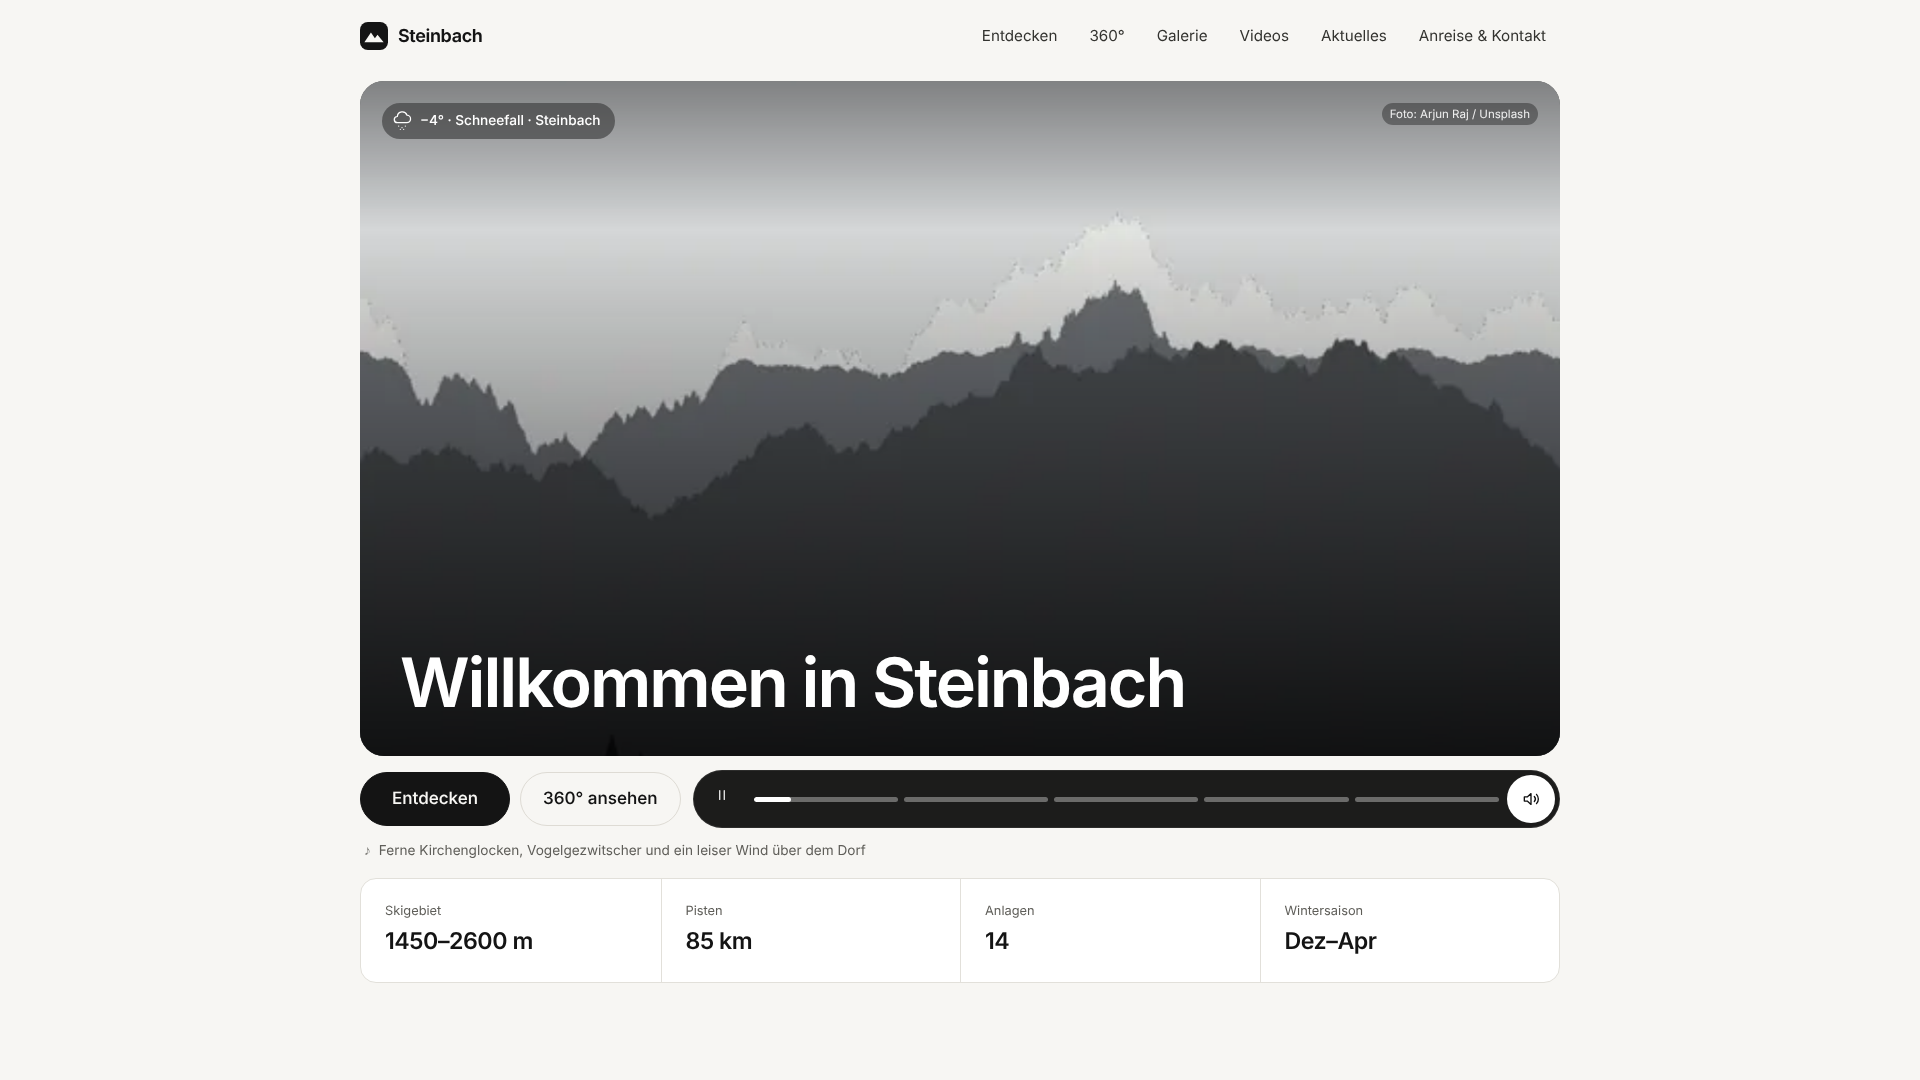 Steinbach
Entdecken 360° Galerie Videos Aktuelles Anreise & Kontakt
−4° · Schneefall · Steinbach
Foto: Arjun Raj / Unsplash
Willkommen in Steinbach
Entdecken
360° ansehen
♪ Ferne Kirchenglocken, Vogelgezwitscher und ein leiser Wind über dem Dorf
Skigebiet
1450–2600 m
Pisten
85 km
Anlagen
14
Wintersaison
Dez–Apr